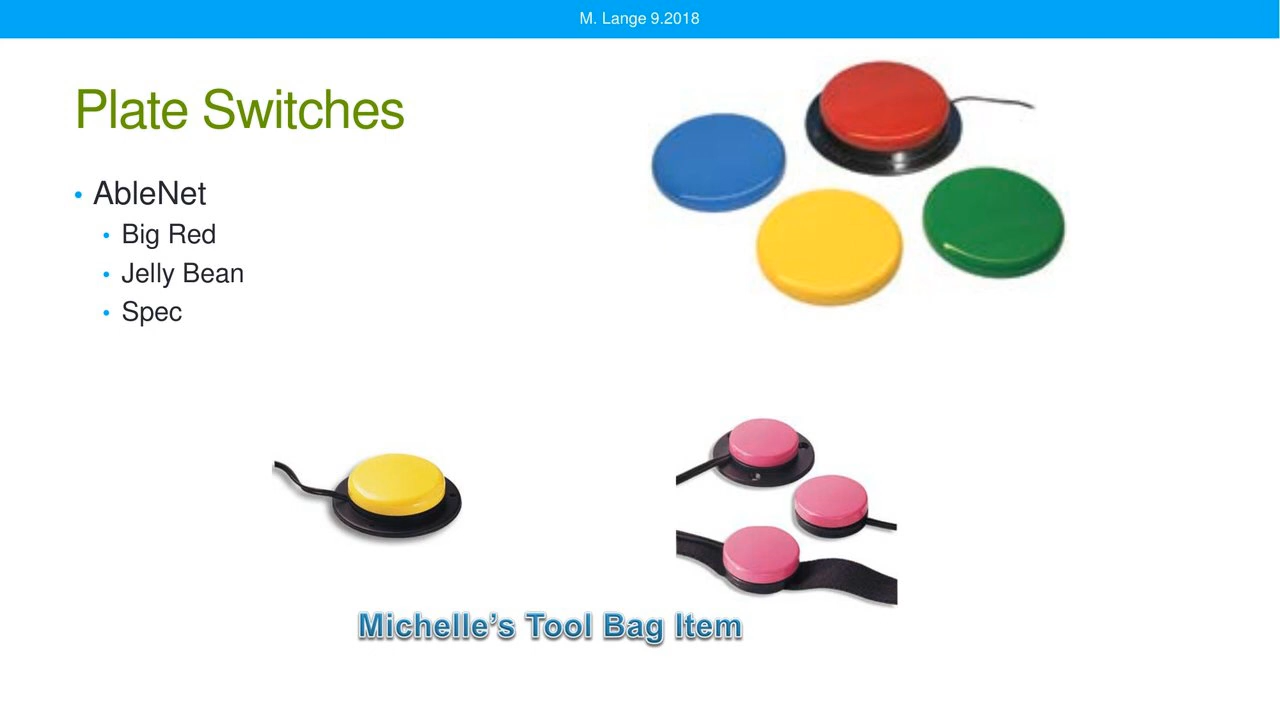 M. Lange 9.2018
Plate Switches
• AbleNet
• Big Red
• Jelly Bean
• Spec
Michelle’s Tool Bag Item